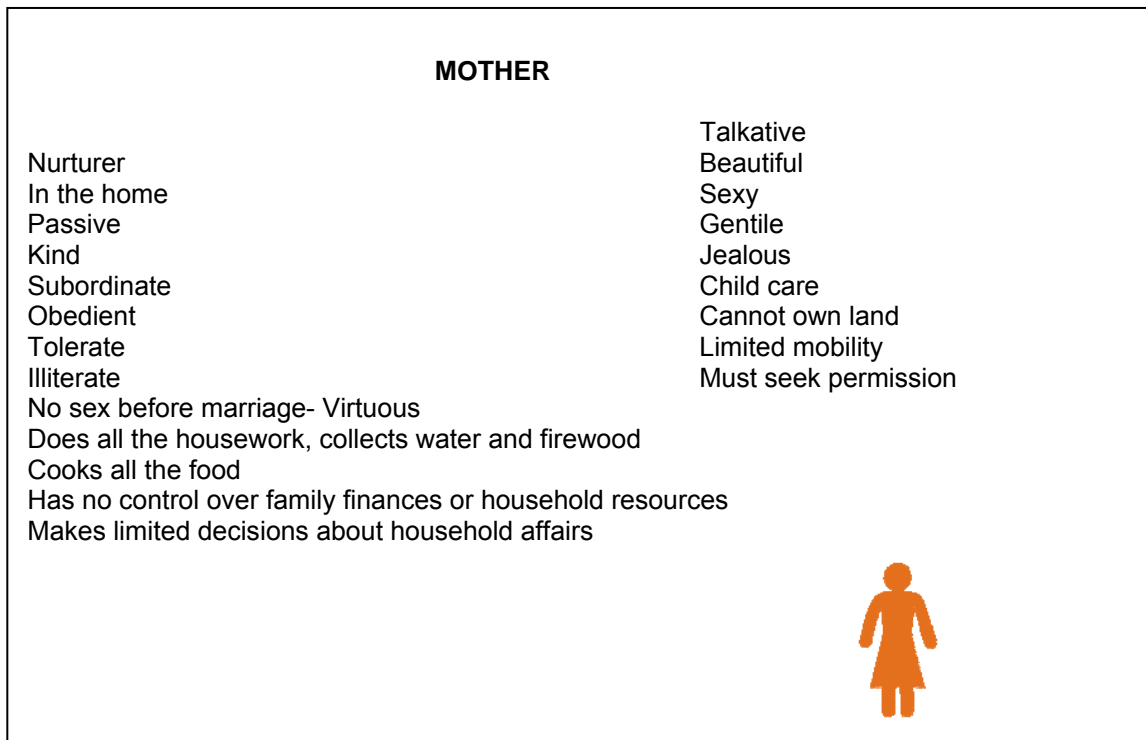 MOTHER
Talkative
Nurturer
Beautiful
In the home
Sexy
Passive
Gentile
Kind
Jealous
Subordinate
Child care
Obedient
Cannot own land
Tolerate
Limited mobility
Illiterate
Must seek permission
No sex before marriage- Virtuous
Does all the housework, collects water and firewood
Cooks all the food
Has no control over family finances or household resources
Makes limited decisions about household affairs